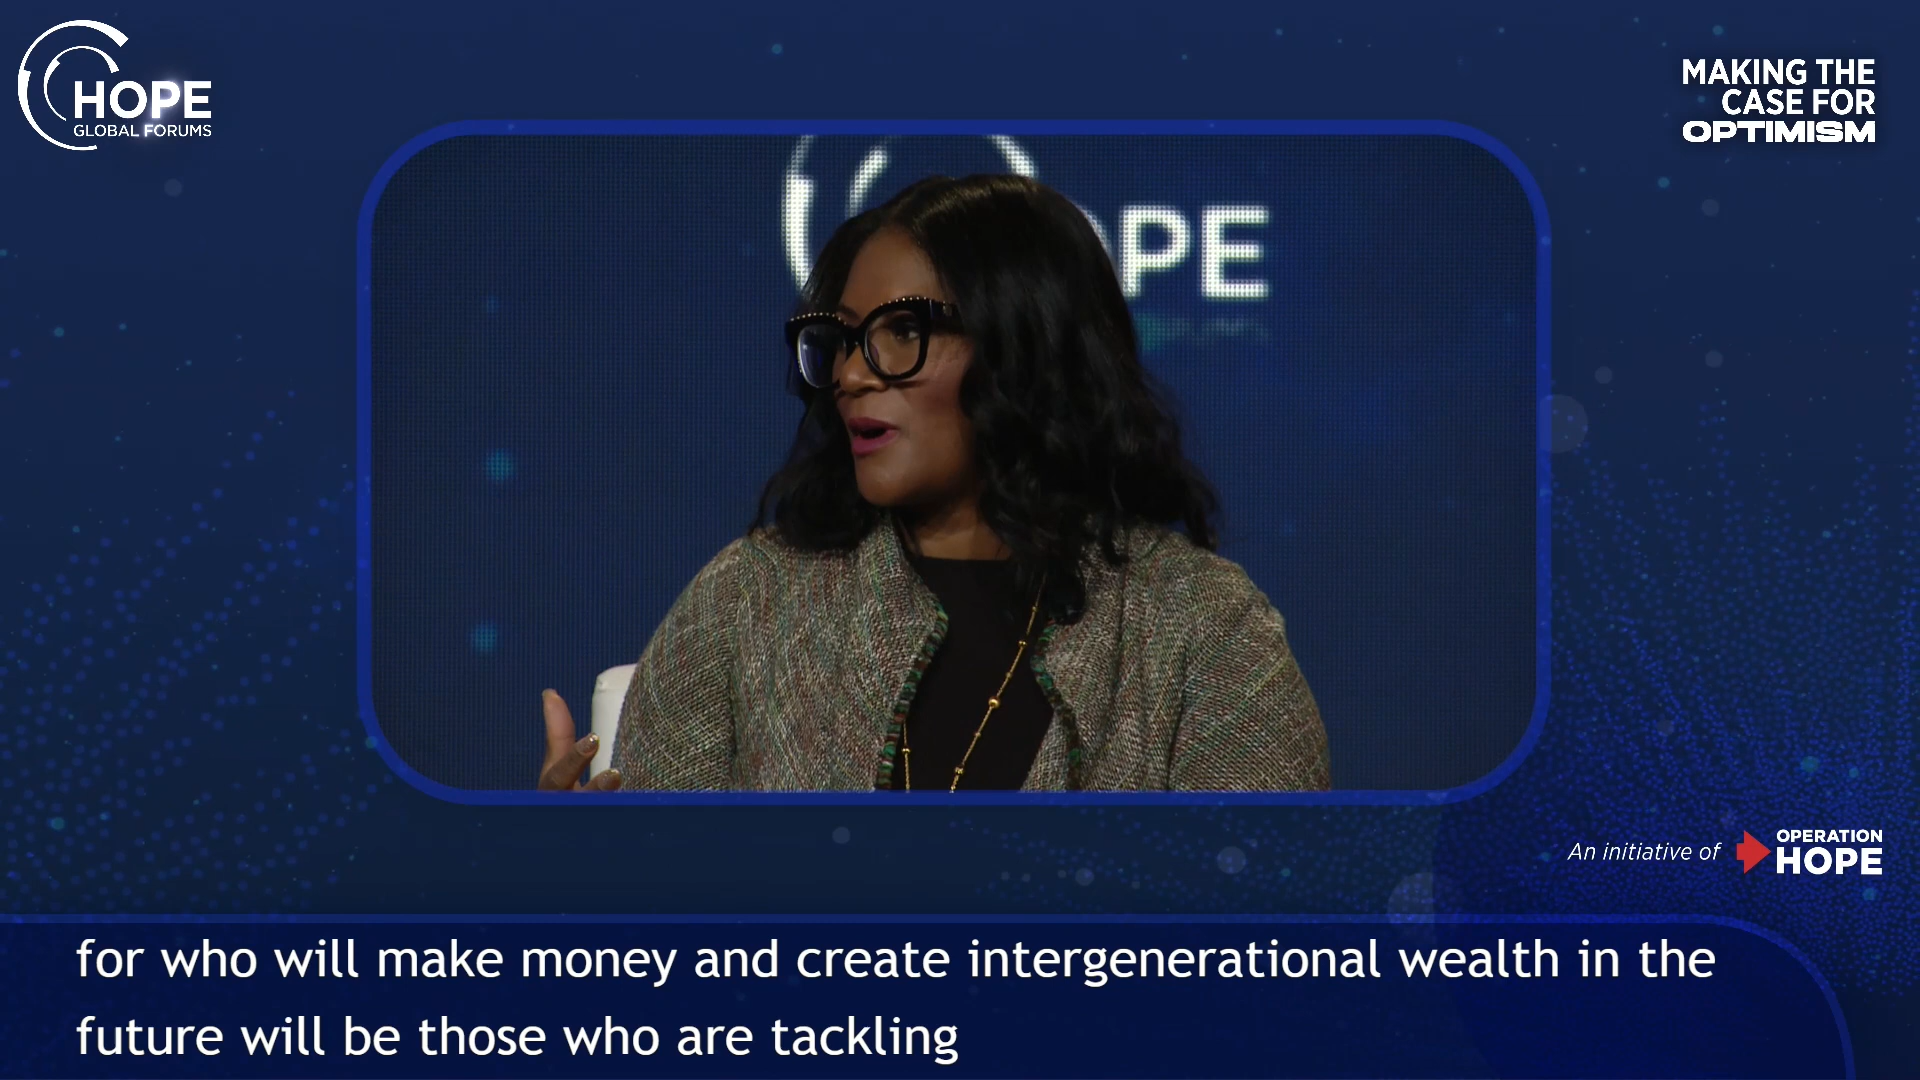 HOPE
GLOBAL FORUMS
MAKING THE
CASE FOR
OPTIMISM
OPE
An initiative of
OPERATION
HOPE
for who will make money and create intergenerational wealth in the
future will be those who are tackling